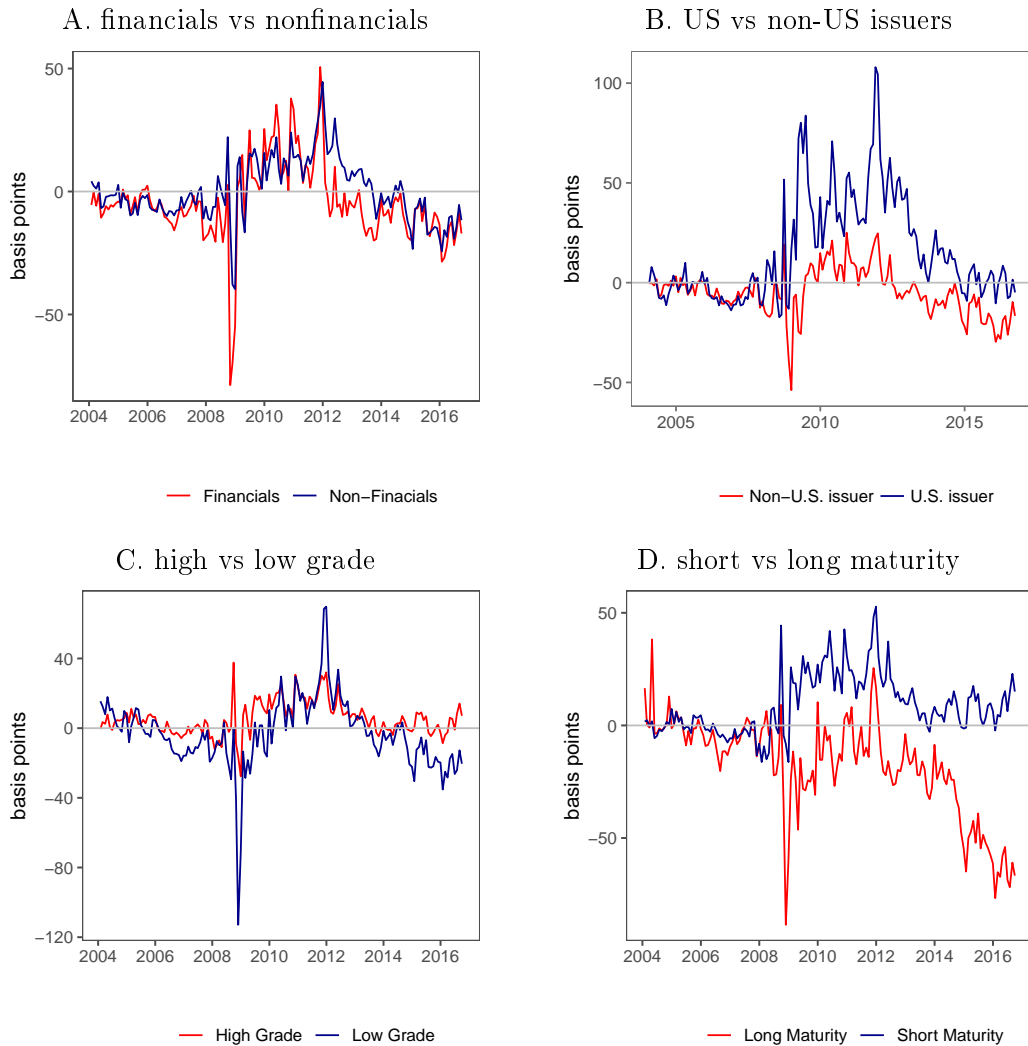 A. financials vs nonfinancials
basis points
50
0
−50
2004 2006 2008 2010 2012 2014 2016
Financials Non−Finacials
B. US vs non-US issuers
basis points
100
50
0
−50
2005 2010 2015
Non−U.S. issuer U.S. issuer
C. high vs low grade
basis points
40
0
−40
−80
−120
2004 2006 2008 2010 2012 2014 2016
High Grade Low Grade
D. short vs long maturity
basis points
50
0
−50
2004 2006 2008 2010 2012 2014 2016
Long Maturity Short Maturity